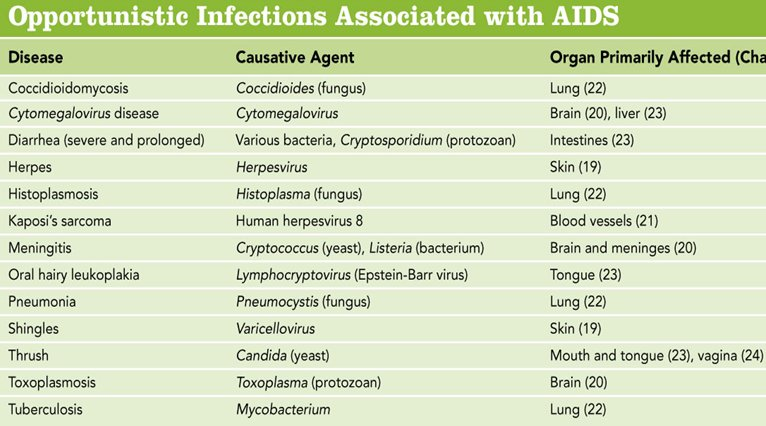 Opportunistic Infections Associated with AIDS
Disease Causative Agent Organ Primarily Affected (Cha
Coccidioidomycosis Coccidioides (fungus) Lung (22)
Cytomegalovirus disease Cytomegalovirus Brain (20), liver (23)
Diarrhea (severe and prolonged) Various bacteria, Cryptosporidium (protozoan) Intestines (23)
Herpes Herpesvirus Skin (19)
Histoplasmosis Histoplasma (fungus) Lung (22)
Kaposi's sarcoma Human herpesvirus 8 Blood vessels (21)
Meningitis Cryptococcus (yeast), Listeria (bacterium) Brain and meninges (20)
Oral hairy leukoplakia Lymphocryptovirus (Epstein-Barr virus) Tongue (23)
Pneumonia Pneumocystis (fungus) Lung (22)
Shingles Varicellovirus Skin (19)
Thrush Candida (yeast) Mouth and tongue (23), vagina (24)
Toxoplasmosis Toxoplasma (protozoan) Brain (20)
Tuberculosis Mycobacterium Lung (22)